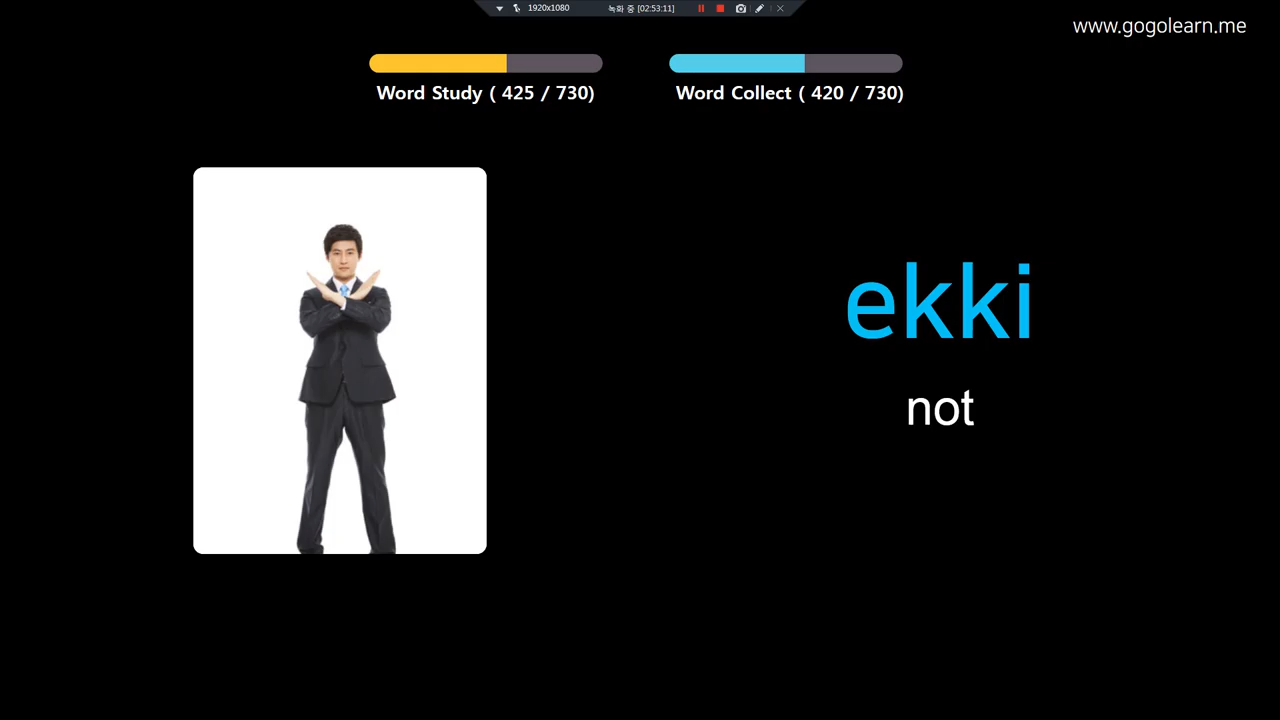 1920x1080 녹화 중 [02:53:11]
www.gogolearn.me
Word Study ( 425 / 730)
Word Collect ( 420 / 730)
ekki
not